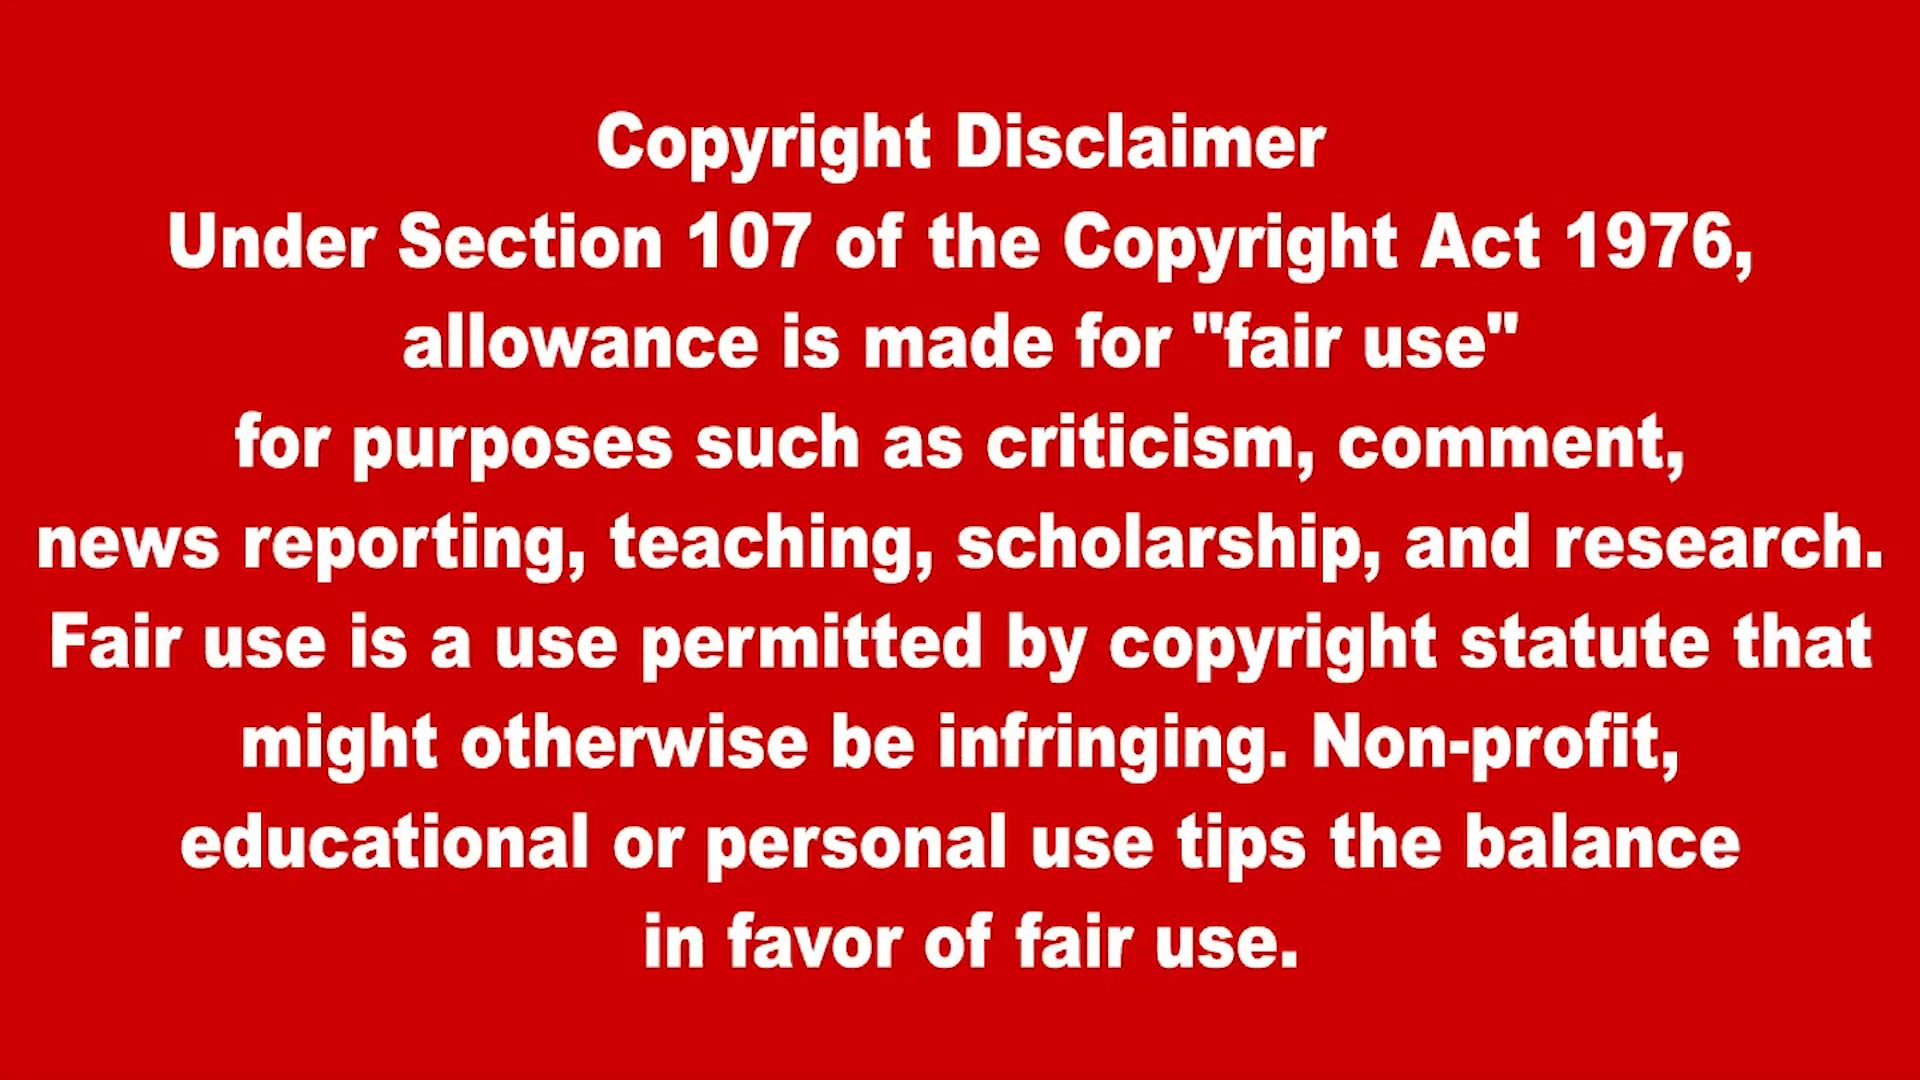 Copyright Disclaimer
Under Section 107 of the Copyright Act 1976,
allowance is made for "fair use"
for purposes such as criticism, comment,
news reporting, teaching, scholarship, and research.
Fair use is a use permitted by copyright statute that
might otherwise be infringing. Non-profit,
educational or personal use tips the balance
in favor of fair use.